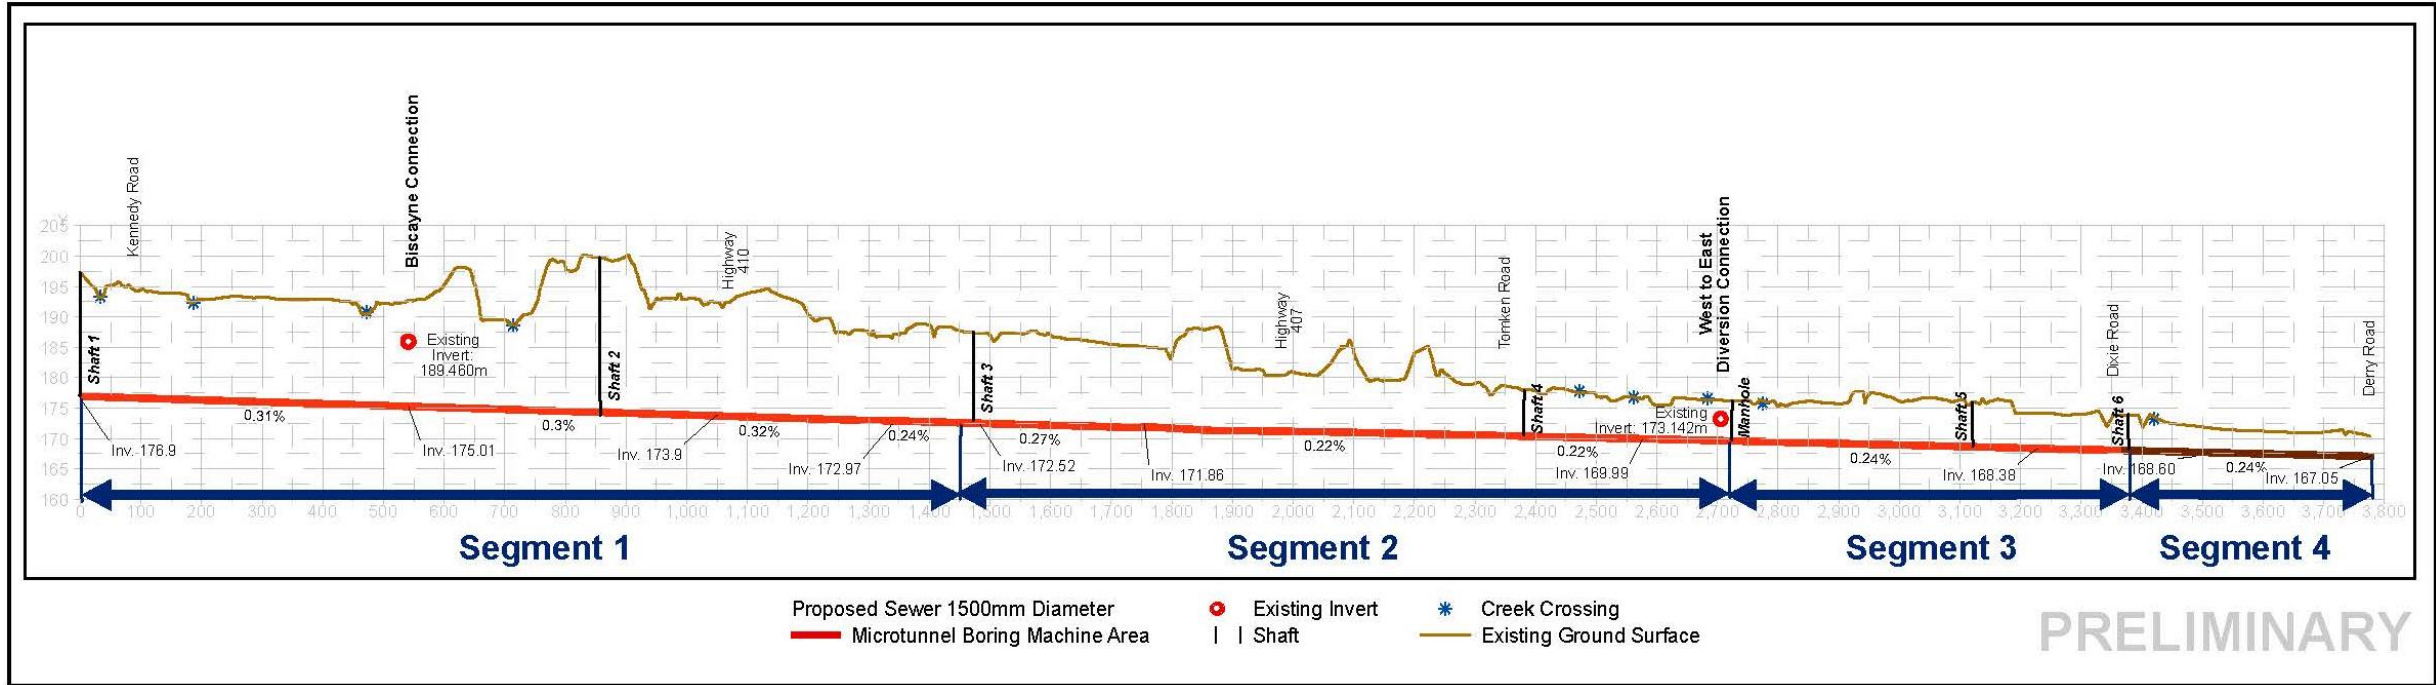 Kennedy Road
Biscayne Connection
Highway
410
Highway
407
Tomken Road
West to East
Diversion Connection
Dixie Road
Derry Road
205
200
195
190
185
180
175
170
165
160
Shaft 1
Shaft 2
Shaft 3
Shaft 4
Manhole
Shaft 5
Shaft 6
Existing
Invert:
189.460m
Existing
Invert: 173.142m
0.31%
0.3%
0.32%
0.24%
0.27%
0.22%
0.22%
0.24%
0.24%
Inv. 176.9
Inv. 175.01
Inv. 173.9
Inv. 172.97
Inv. 172.52
Inv. 171.86
Inv. 169.99
Inv. 168.38
Inv. 168.60
Inv. 167.05
0 100 200 300 400 500 600 700 800 900 1,000 1,100 1,200 1,300 1,400 1,500 1,600 1,700 1,800 1,900 2,000 2,100 2,200 2,300 2,400 2,500 2,600 2,700 2,800 2,900 3,000 3,100 3,200 3,300 3,400 3,500 3,600 3,700 3,800
Segment 1 Segment 2 Segment 3 Segment 4
Proposed Sewer 1500mm Diameter
Microtunnel Boring Machine Area
Existing Invert
Shaft
Creek Crossing
Existing Ground Surface
PRELIMINARY